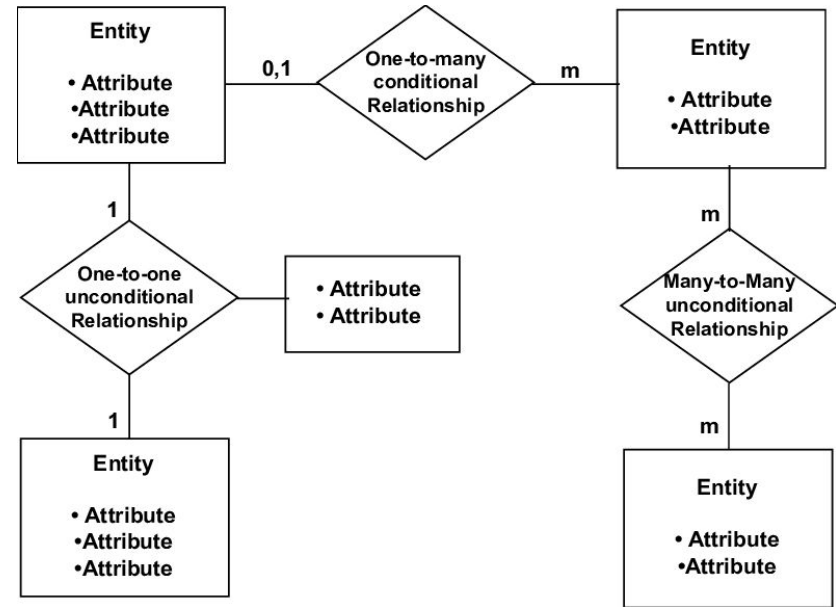 Entity
• Attribute
•Attribute
•Attribute
0,1
One-to-many
conditional
Relationship
m
Entity
• Attribute
•Attribute
1
One-to-one
unconditional
Relationship
1
• Attribute
• Attribute
m
Many-to-Many
unconditional
Relationship
m
Entity
• Attribute
•Attribute
•Attribute
Entity
• Attribute
•Attribute